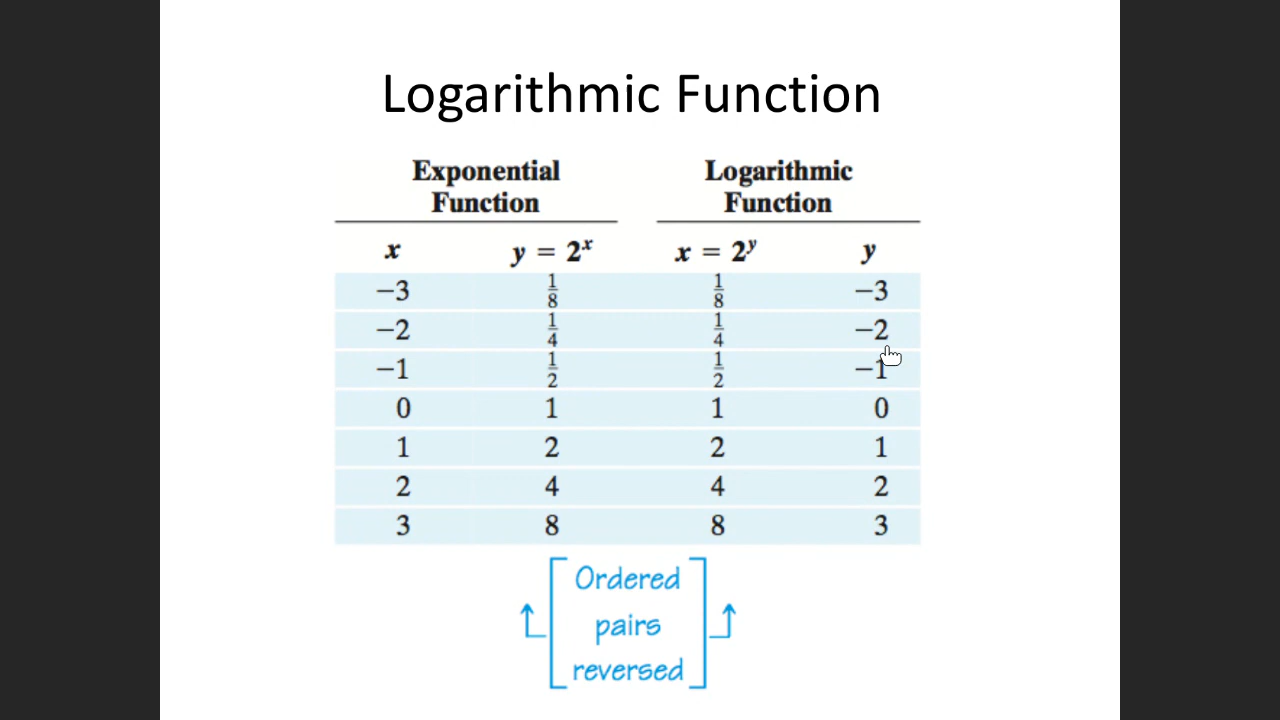 Logarithmic Function
Exponential Function
Logarithmic Function
x y = 2^x x = 2^y y
−3 1/8 1/8 −3
−2 1/4 1/4 −2
−1 1/2 1/2 −1
0 1 1 0
1 2 2 1
2 4 4 2
3 8 8 3
Ordered
pairs
reversed